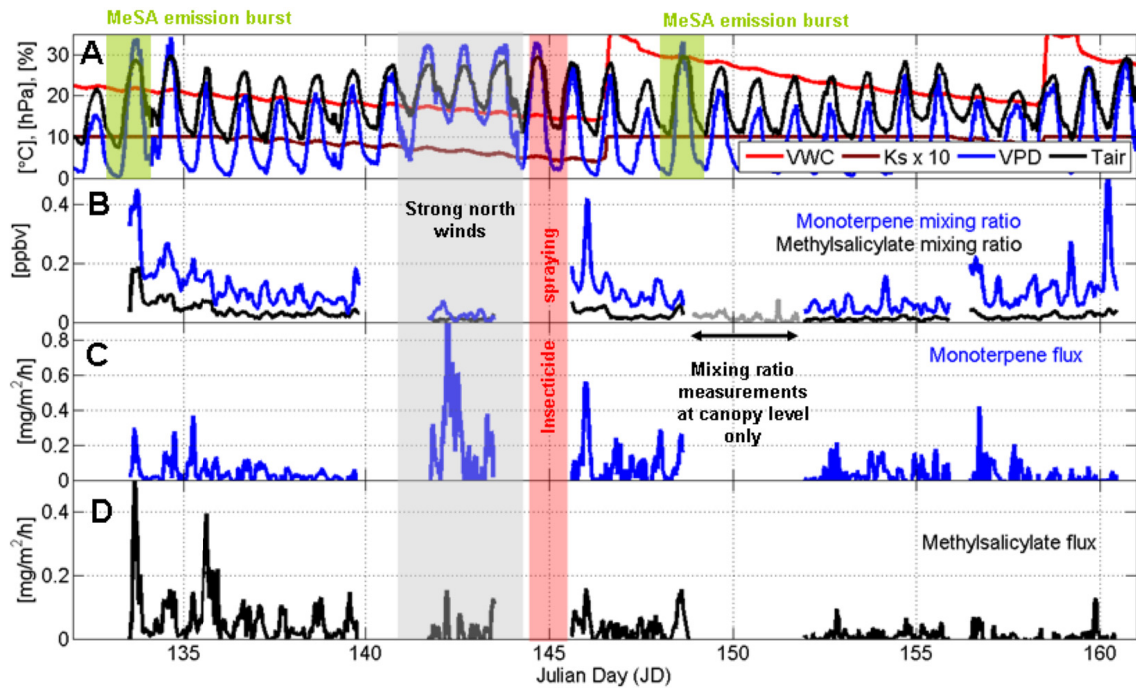 MeSA emission burst
MeSA emission burst
A
[°C], [hPa], [%]
30
20
10
0
VWC
Ks x 10
VPD
Tair
B
[ppbv]
0.4
0.2
0
Strong north
winds
Monoterpene mixing ratio
Methylsalicylate mixing ratio
Insecticide spraying
C
[mg/m²/h]
0.8
0.6
0.4
0.2
0
Monoterpene flux
Mixing ratio
measurements
at canopy level
only
D
[mg/m²/h]
0.4
0.2
0
Methylsalicylate flux
135
140
145
150
155
160
Julian Day (JD)